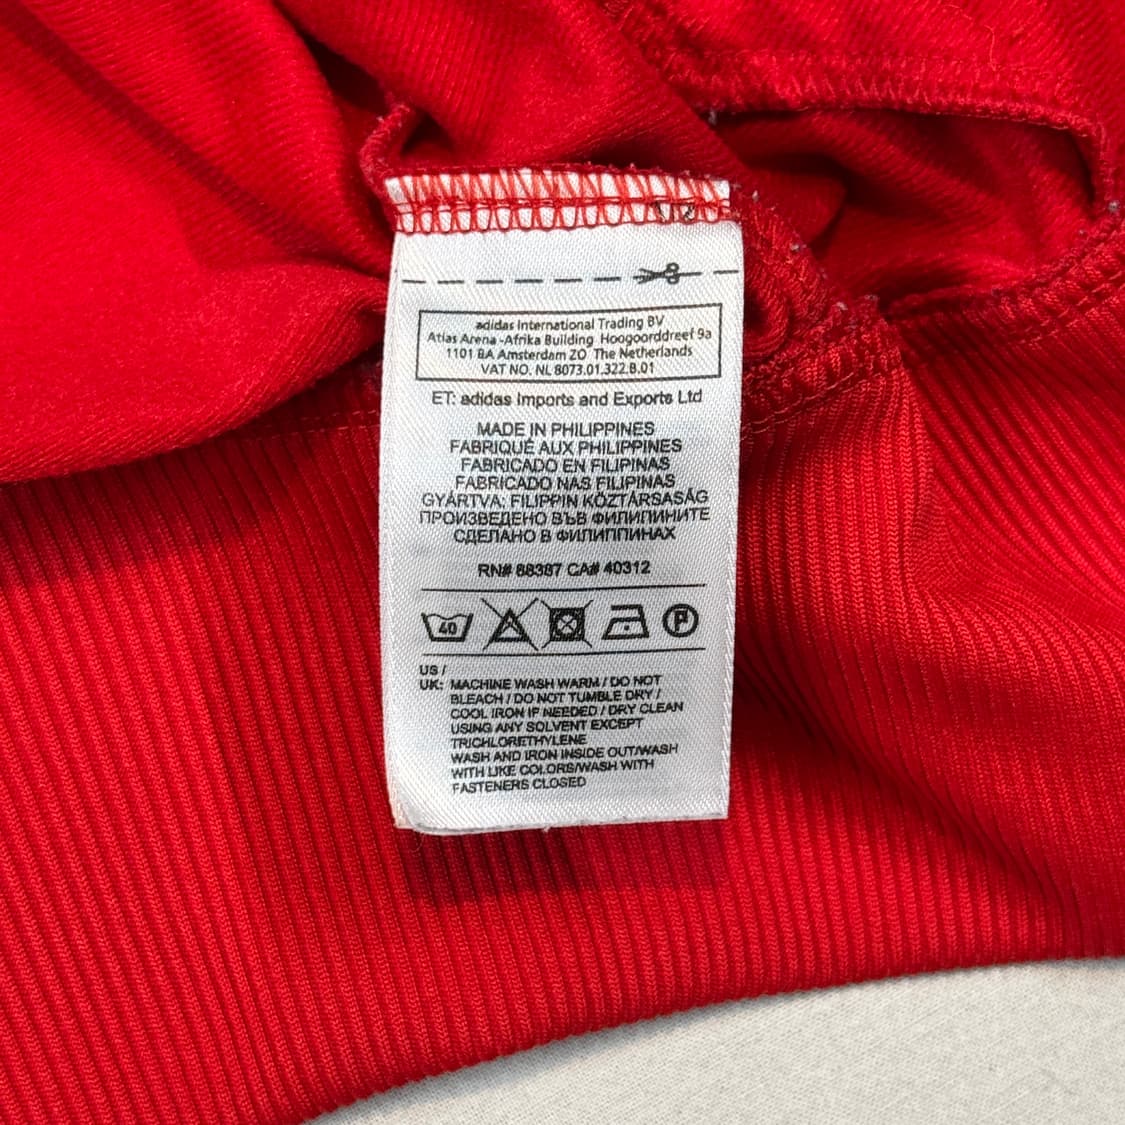 adidas International Trading BV
Atlas Arena -Afrika Building Hoogoorddreef 9a
1101 BA Amsterdam ZO The Netherlands
VAT NO. NL 8073.01.322.B.01
ET: adidas Imports and Exports Ltd
MADE IN PHILIPPINES
FABRIQUÉ AUX PHILIPPINES
FABRICADO EN FILIPINAS
FABRICADO NAS FILIPINAS
GYÁRTVA: FILIPPIN KÖZTÁRSASÁG
ПРОИЗВЕДЕНО ВЪВ ФИЛИПИНИТЕ
СДЕЛАНО В ФИЛИППИНАХ
RN# 88387 CA# 40312
40 P
US /
UK: MACHINE WASH WARM / DO NOT
BLEACH / DO NOT TUMBLE DRY /
COOL IRON IF NEEDED / DRY CLEAN
USING ANY SOLVENT EXCEPT
TRICHLORETHYLENE
WASH AND IRON INSIDE OUT/WASH
WITH LIKE COLORS/WASH WITH
FASTENERS CLOSED